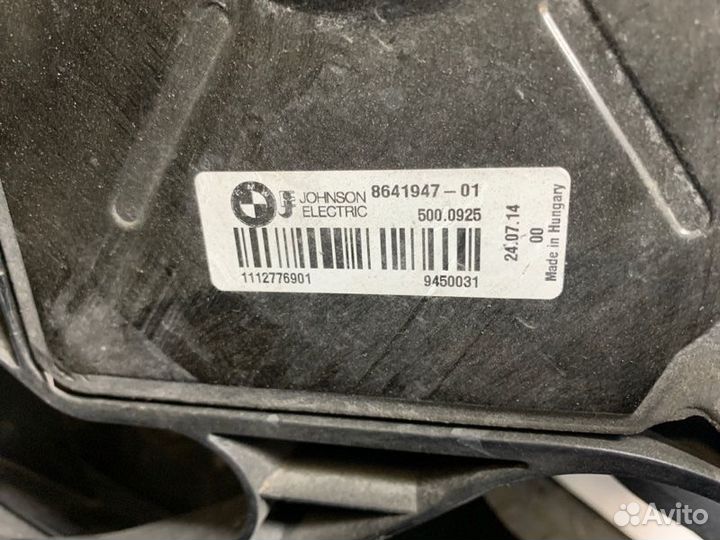 JOHNSON 8641947-01
ELECTRIC 500.0925
1112776901 9450031
24.07.14
00
Made in Hungary
Avito